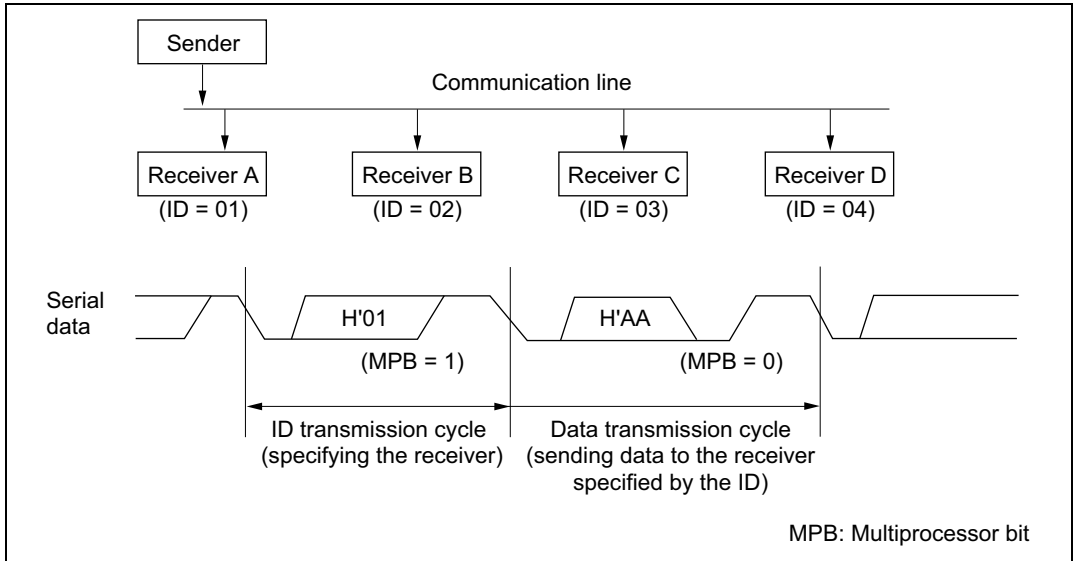 Sender
Communication line
Receiver A
Receiver B
Receiver C
Receiver D
(ID = 01)
(ID = 02)
(ID = 03)
(ID = 04)
Serial
data
H'01
H'AA
(MPB = 1)
(MPB = 0)
ID transmission cycle
(specifying the receiver)
Data transmission cycle
(sending data to the receiver
specified by the ID)
MPB: Multiprocessor bit